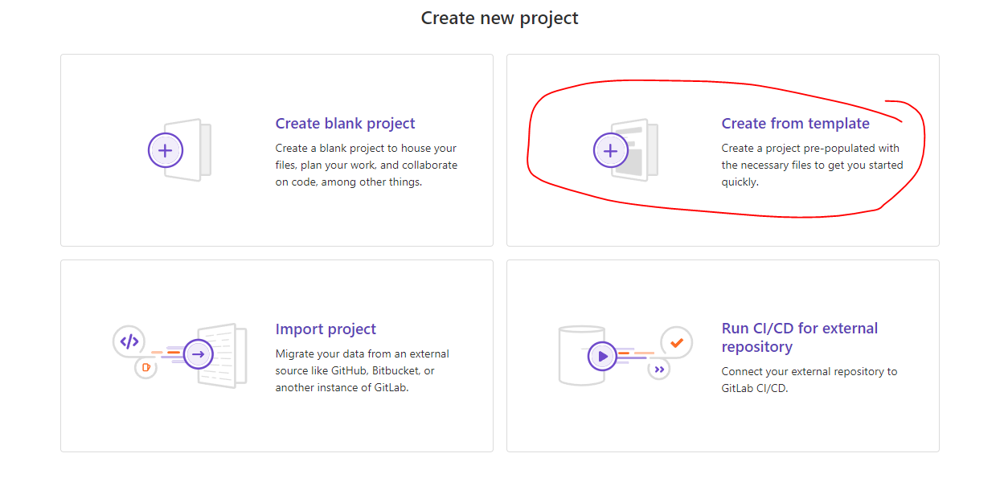 Create new project
Create blank project
Create a blank project to house your
files, plan your work, and collaborate
on code, among other things.
Create from template
Create a project pre-populated with
the necessary files to get you started
quickly.
Import project
Migrate your data from an external
source like GitHub, Bitbucket, or
another instance of GitLab.
Run CI/CD for external
repository
Connect your external repository to
GitLab CI/CD.